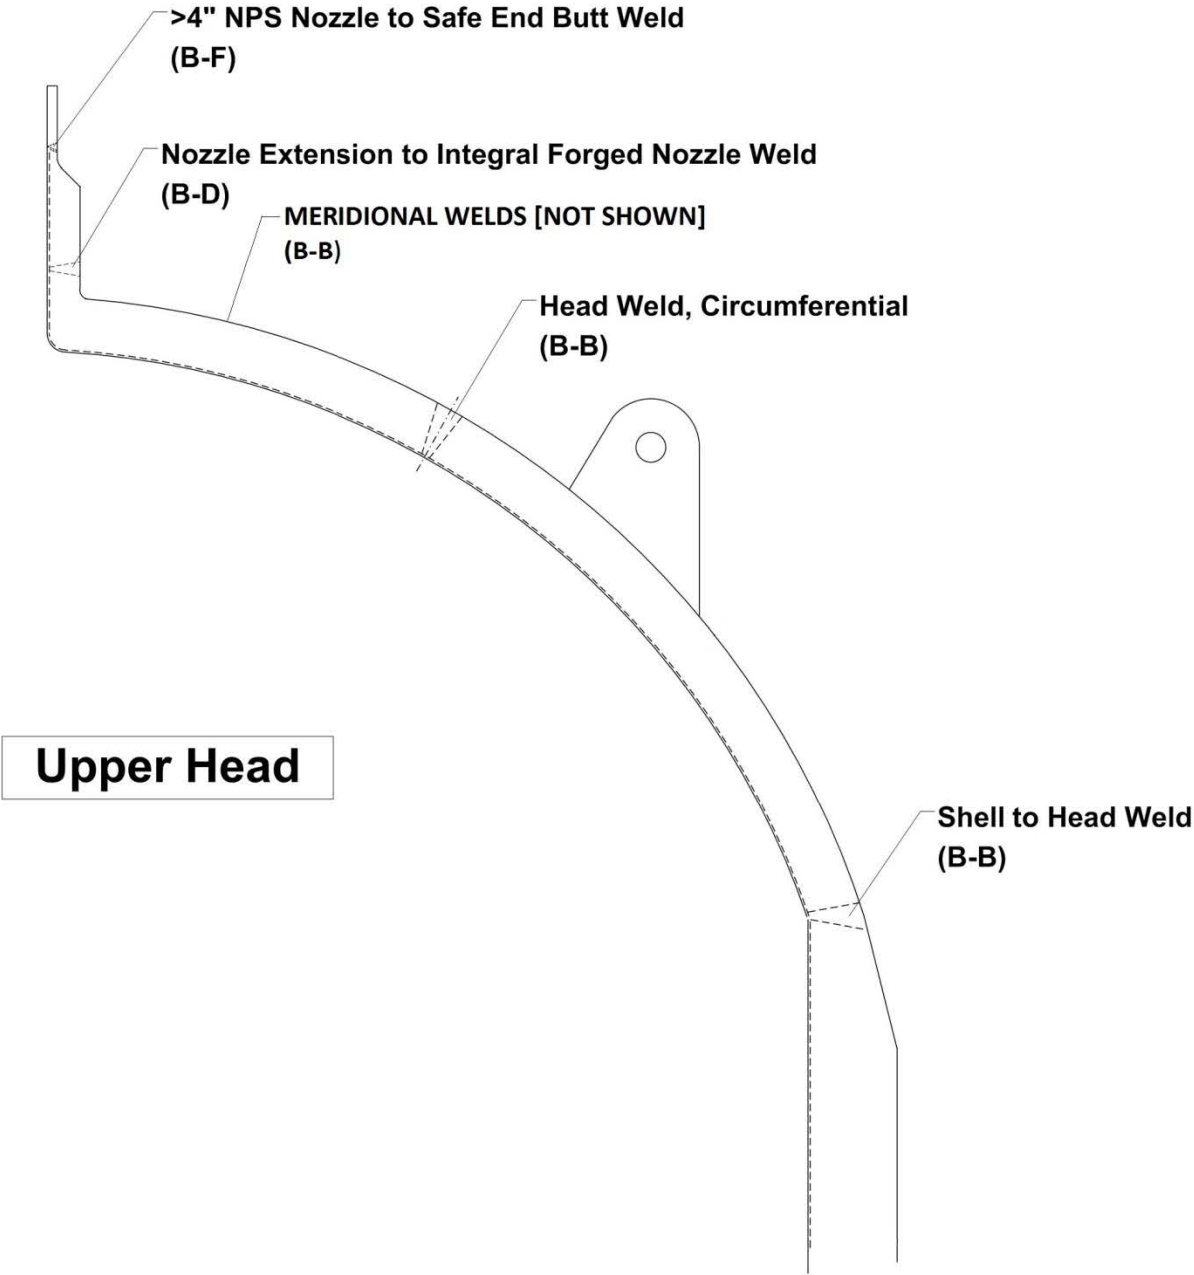 >4" NPS Nozzle to Safe End Butt Weld
(B-F)
Nozzle Extension to Integral Forged Nozzle Weld
(B-D)
MERIDIONAL WELDS [NOT SHOWN]
(B-B)
Head Weld, Circumferential
(B-B)
Upper Head
Shell to Head Weld
(B-B)